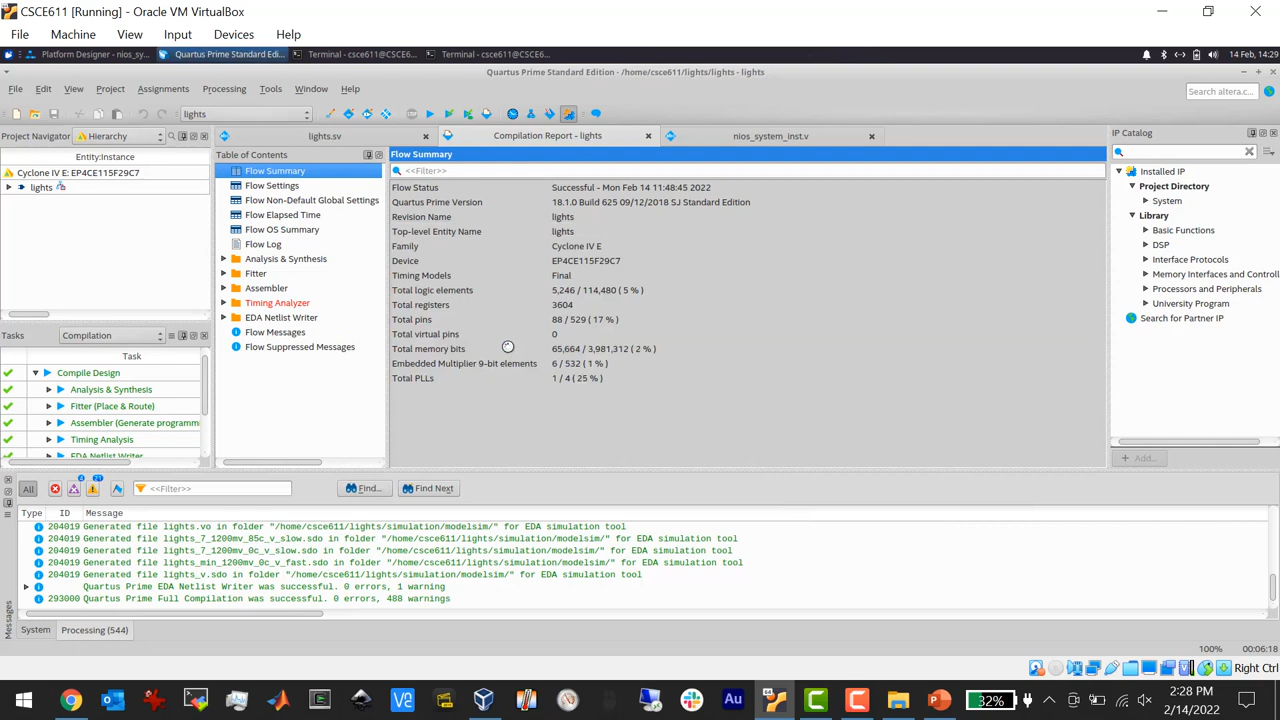 CSCE611 [Running] - Oracle VM VirtualBox
File Machine View Input Devices Help
Platform Designer - nios_sy... Quartus Prime Standard Edi... Terminal - csce611@CSCE6... Terminal - csce611@CSCE6... 14 Feb, 14:29
Quartus Prime Standard Edition - /home/csce611/lights/lights - lights
File Edit View Project Assignments Processing Tools Window Help
Search altera.c...
lights
Project Navigator Hierarchy
lights.sv
Compilation Report - lights
nios_system_inst.v
IP Catalog
Entity:Instance
Cyclone IV E: EP4CE115F29C7
lights
Table of Contents
Flow Summary
Flow Settings
Flow Non-Default Global Settings
Flow Elapsed Time
Flow OS Summary
Flow Log
Analysis & Synthesis
Fitter
Assembler
Timing Analyzer
EDA Netlist Writer
Flow Messages
Flow Suppressed Messages
Flow Summary
<<Filter>>
Flow Status Successful - Mon Feb 14 11:48:45 2022
Quartus Prime Version 18.1.0 Build 625 09/12/2018 SJ Standard Edition
Revision Name lights
Top-level Entity Name lights
Family Cyclone IV E
Device EP4CE115F29C7
Timing Models Final
Total logic elements 5,246 / 114,480 ( 5 % )
Total registers 3604
Total pins 88 / 529 ( 17 % )
Total virtual pins 0
Total memory bits 65,664 / 3,981,312 ( 2 % )
Embedded Multiplier 9-bit elements 6 / 532 ( 1 % )
Total PLLs 1 / 4 ( 25 % )
Installed IP
Project Directory
System
Library
Basic Functions
DSP
Interface Protocols
Memory Interfaces and Controll
Processors and Peripherals
University Program
Search for Partner IP
+ Add...
Tasks Compilation
Task
Compile Design
Analysis & Synthesis
Fitter (Place & Route)
Assembler (Generate programm
Timing Analysis
EDA Netlist Writer
All <<Filter>> Find... Find Next
Type ID Message
204019 Generated file lights.vo in folder "/home/csce611/lights/simulation/modelsim/" for EDA simulation tool
204019 Generated file lights_7_1200mv_85c_v_slow.sdo in folder "/home/csce611/lights/simulation/modelsim/" for EDA simulation tool
204019 Generated file lights_7_1200mv_0c_v_slow.sdo in folder "/home/csce611/lights/simulation/modelsim/" for EDA simulation tool
204019 Generated file lights_min_1200mv_0c_v_fast.sdo in folder "/home/csce611/lights/simulation/modelsim/" for EDA simulation tool
204019 Generated file lights_v.sdo in folder "/home/csce611/lights/simulation/modelsim/" for EDA simulation tool
Quartus Prime EDA Netlist Writer was successful. 0 errors, 1 warning
293000 Quartus Prime Full Compilation was successful. 0 errors, 488 warnings
Messages
System Processing (544)
100% 00:06:18
Right Ctrl
32%
2:28 PM
2/14/2022